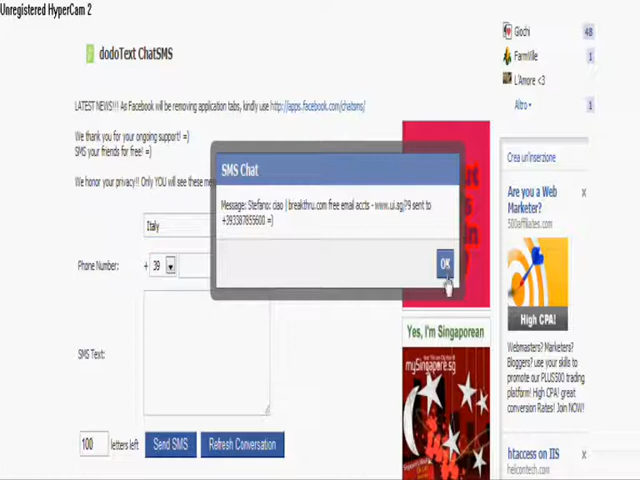 Unregistered HyperCam 2
dodoText ChatSMS
LATEST NEWS!!! As Facebook will be removing application tabs, kindly use http://apps.facebook.com/chatsms/
We thank you for your ongoing support! =)
SMS your friends for free! =)
We honor your privacy!! Only YOU will see these
Italy
Phone Number: + 39
SMS Text:
100 letters left Send SMS Refresh Conversation
SMS Chat
Message: Stefano: ciao | breakthru.com free email accts - www.ui.sg/?9 sent to
+393387855600 =)
OK
Yes, I'm Singaporean
mySingapore.sg
Giochi 48
FarmVille 1
L'Amore <3
Altro 1
Crea un'inserzione
Are you a Web
Marketer?
x
500affiliates.com
High CPA!
Webmasters? Marketers?
Bloggers? use your skills to
promote our PLUS500 trading
platform! High CPA! great
conversion Rates! Join NOW!
htaccess on IIS
x
helicontech.com